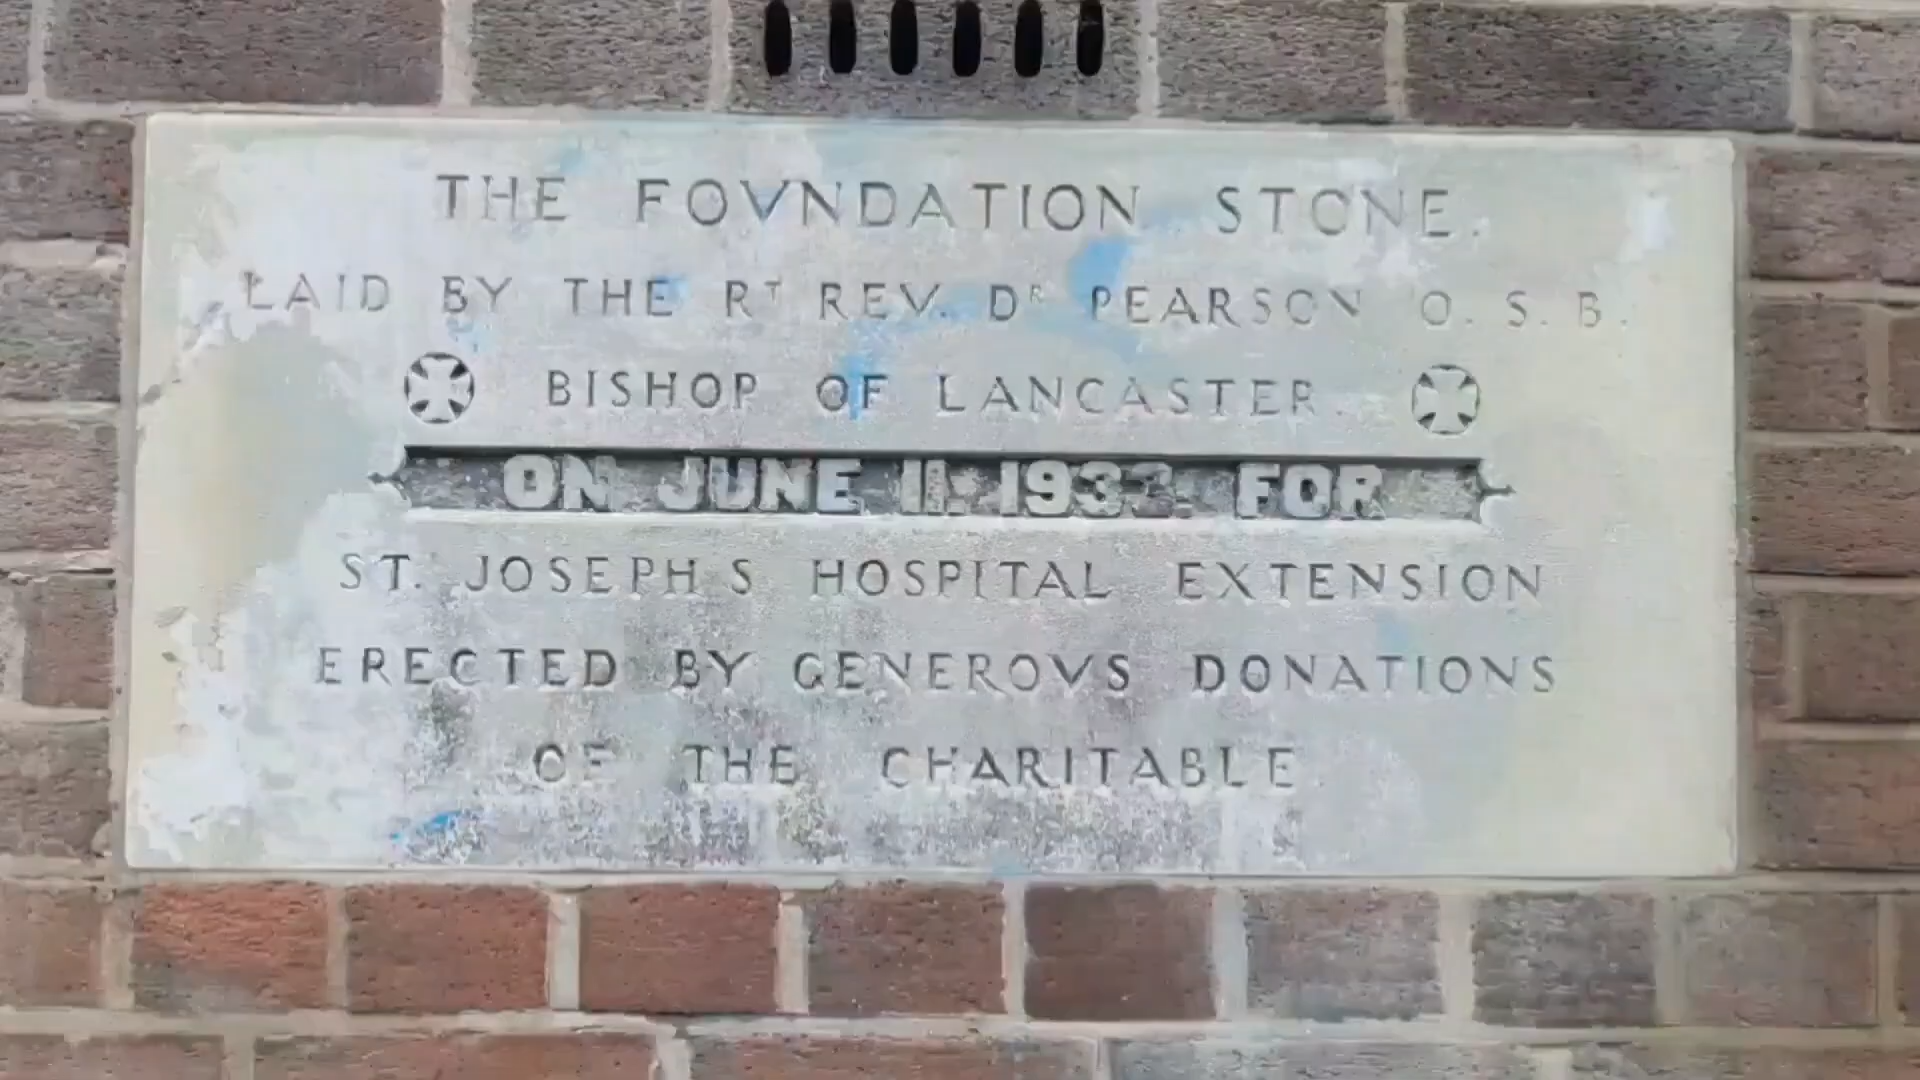 THE FOVNDATION STONE.
LAID BY THE RT REV. DR PEARSON O. S. B.
BISHOP OF LANCASTER.
ON JUNE 11. FOR
ST. JOSEPH S HOSPITAL EXTENSION
ERECTED BY GENEROVS DONATIONS
OF THE CHARITABLE